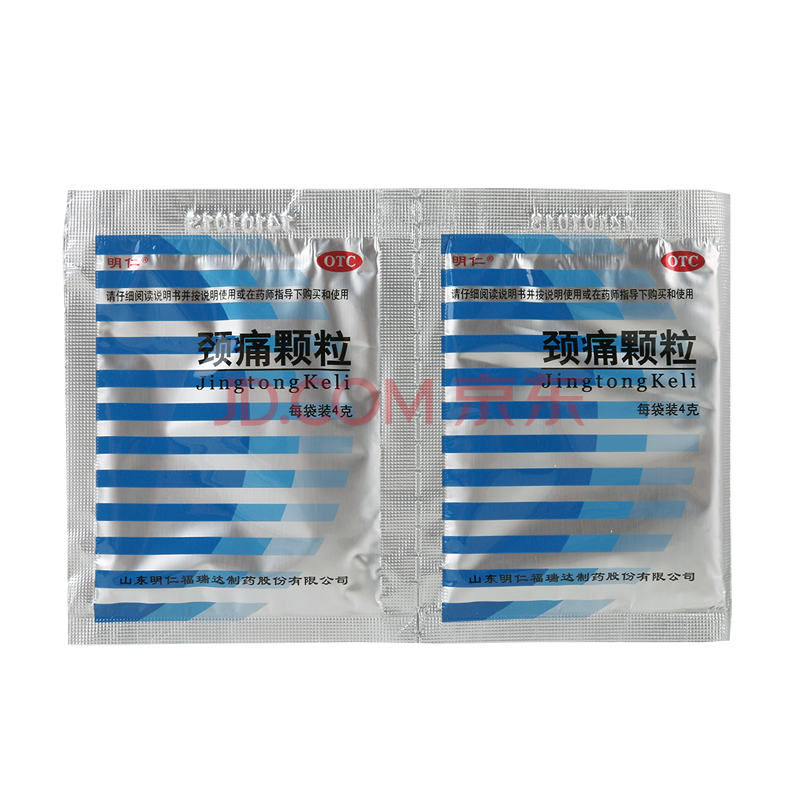 明仁® OTC
请仔细阅读说明书并按说明使用或在药师指导下购买和使用
颈痛颗粒
JingtongKeli
每袋装4克
山东明仁福瑞达制药股份有限公司
明仁® OTC
请仔细阅读说明书并按说明使用或在药师指导下购买和使用
颈痛颗粒
JingtongKeli
每袋装4克
山东明仁福瑞达制药股份有限公司
JD.COM 京东